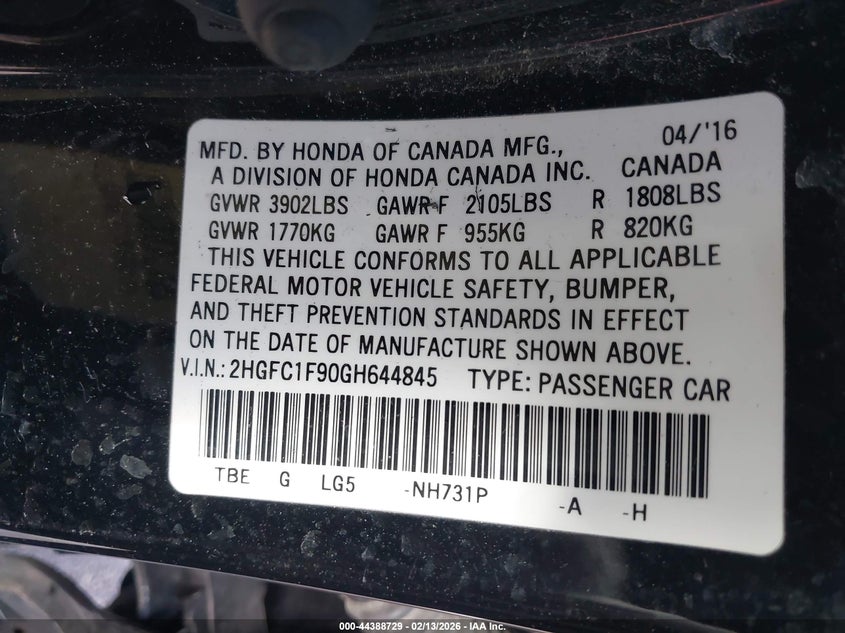 MFD. BY HONDA OF CANADA MFG., 04/'16
A DIVISION OF HONDA CANADA INC. CANADA
GVWR 3902LBS GAWR F 2105LBS R 1808LBS
GVWR 1770KG GAWR F 955KG R 820KG
THIS VEHICLE CONFORMS TO ALL APPLICABLE
FEDERAL MOTOR VEHICLE SAFETY, BUMPER,
AND THEFT PREVENTION STANDARDS IN EFFECT
ON THE DATE OF MANUFACTURE SHOWN ABOVE.
V.I.N.: 2HGFC1F90GH644845 TYPE: PASSENGER CAR
TBE G LG5 -NH731P -A -H
000-44388729 - 02/13/2026 - IAA Inc.